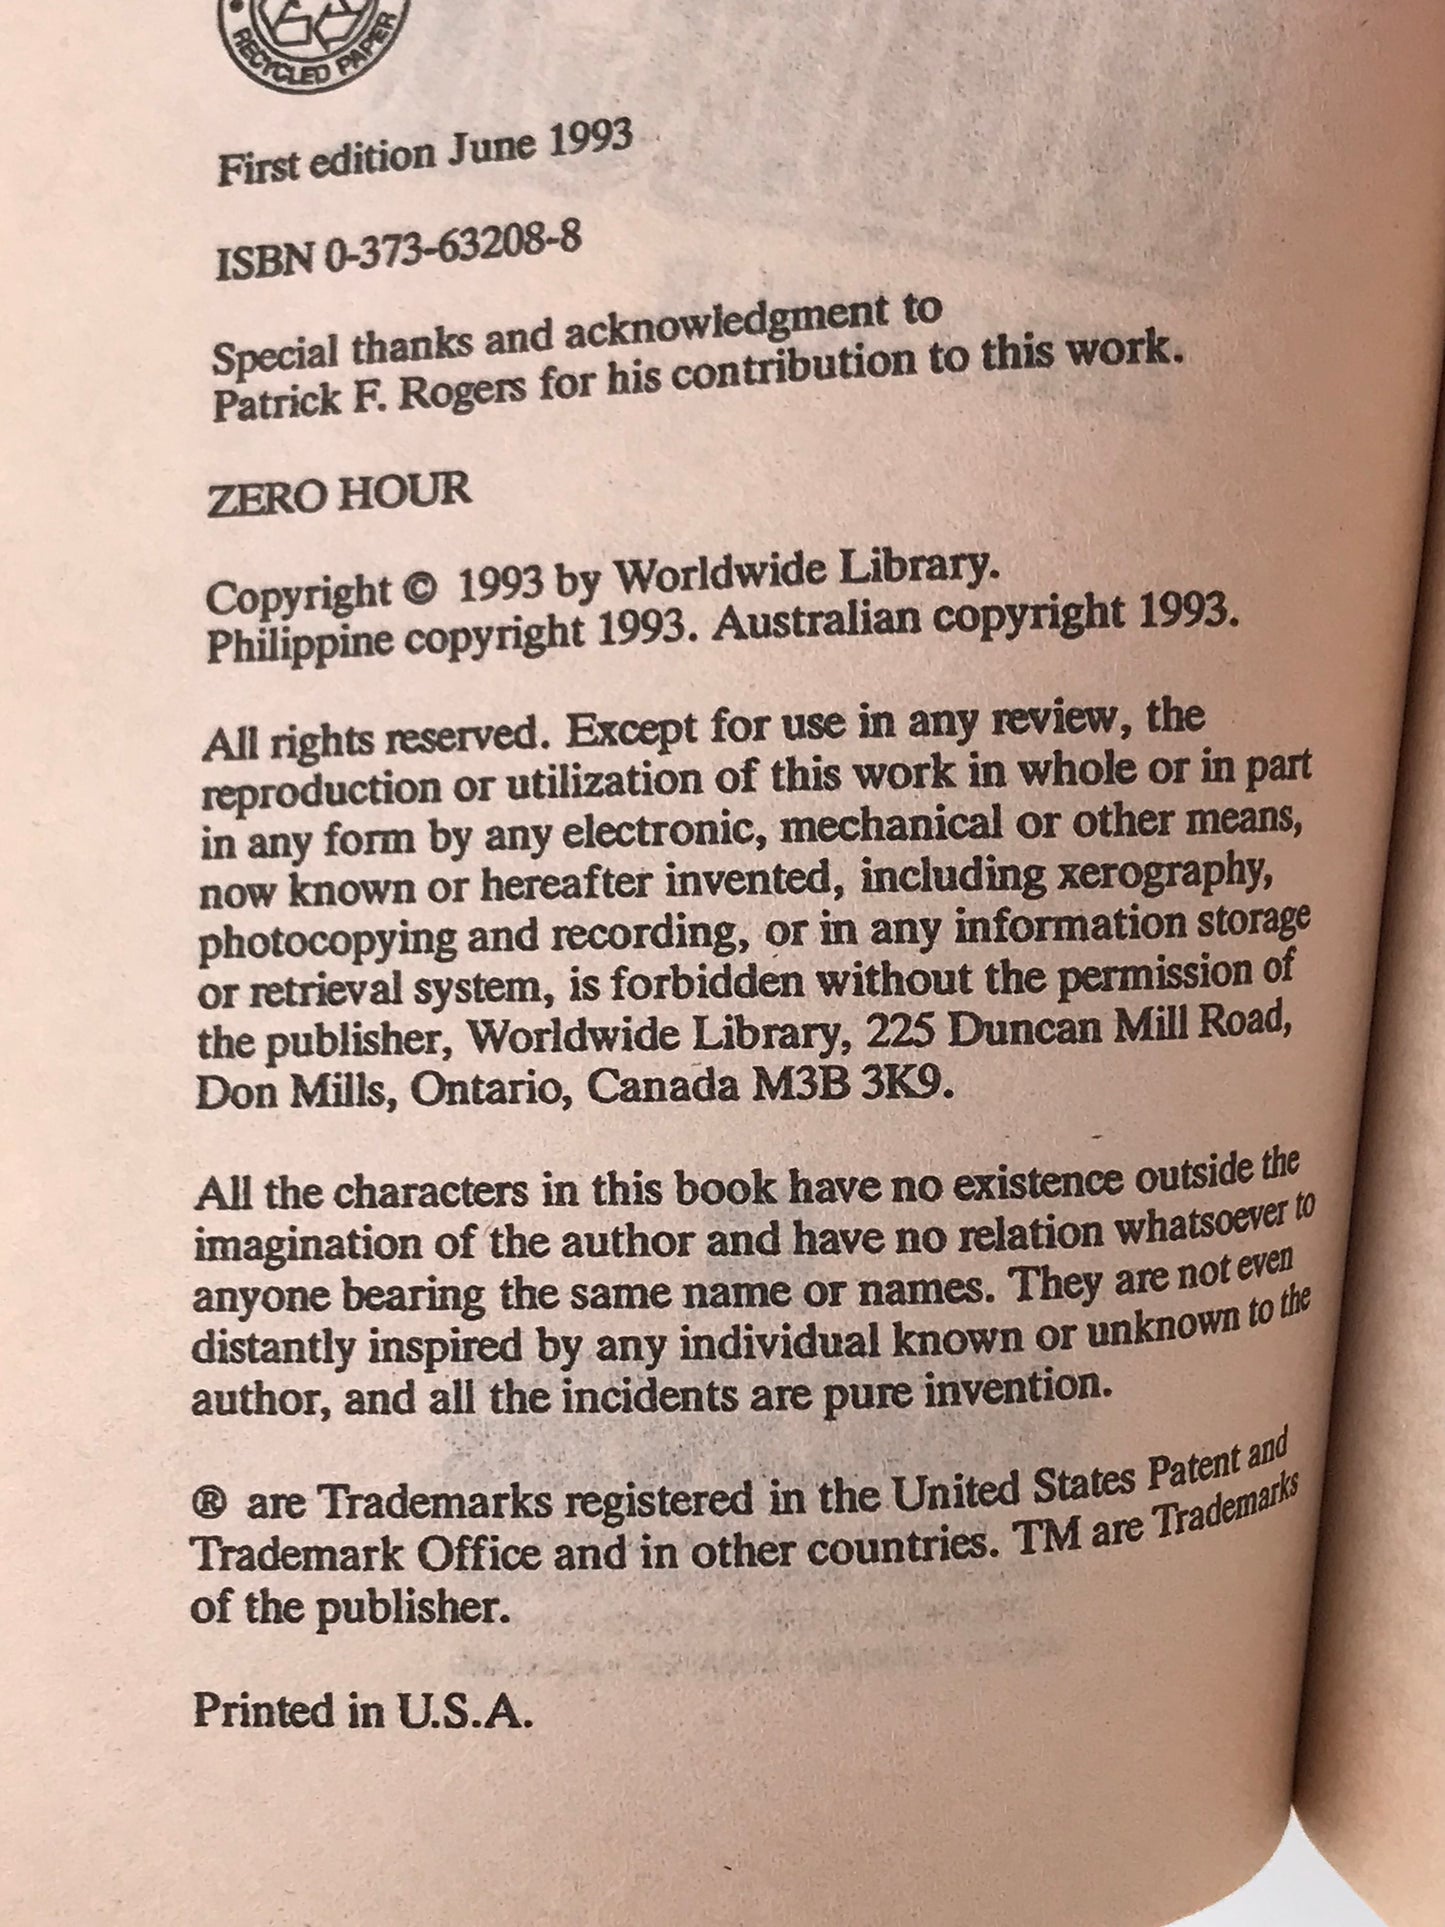 RECYCLED PAPER
First edition June 1993
ISBN 0-373-63208-8
Special thanks and acknowledgment to
Patrick F. Rogers for his contribution to this work.
ZERO HOUR
Copyright © 1993 by Worldwide Library.
Philippine copyright 1993. Australian copyright 1993.
All rights reserved. Except for use in any review, the
reproduction or utilization of this work in whole or in part
in any form by any electronic, mechanical or other means,
now known or hereafter invented, including xerography,
photocopying and recording, or in any information storage
or retrieval system, is forbidden without the permission of
the publisher, Worldwide Library, 225 Duncan Mill Road,
Don Mills, Ontario, Canada M3B 3K9.
All the characters in this book have no existence outside the
imagination of the author and have no relation whatsoever to
anyone bearing the same name or names. They are not even
distantly inspired by any individual known or unknown to the
author, and all the incidents are pure invention.
® are Trademarks registered in the United States Patent and
Trademark Office and in other countries. TM are Trademarks
of the publisher.
Printed in U.S.A.